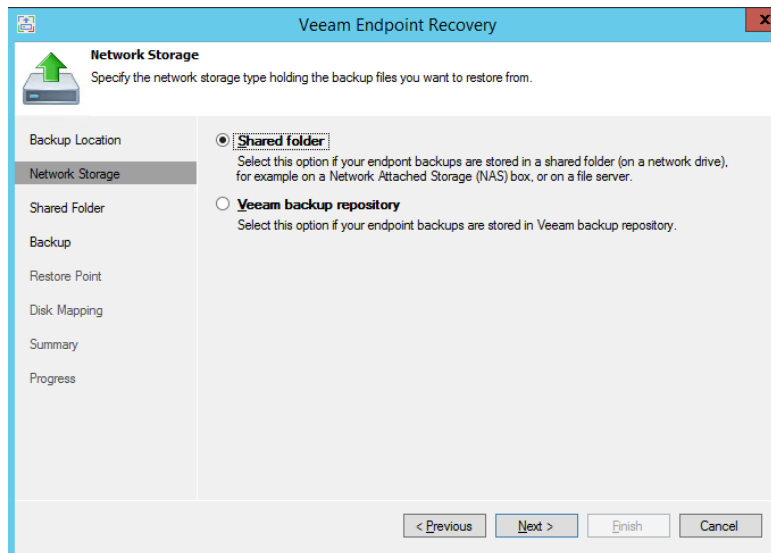 Veeam Endpoint Recovery
x
Network Storage
Specify the network storage type holding the backup files you want to restore from.
Backup Location
Network Storage
Shared Folder
Backup
Restore Point
Disk Mapping
Summary
Progress
Shared folder
Select this option if your endpont backups are stored in a shared folder (on a network drive),
for example on a Network Attached Storage (NAS) box, or on a file server.
Veeam backup repository
Select this option if your endpoint backups are stored in Veeam backup repository.
< Previous
Next >
Finish
Cancel